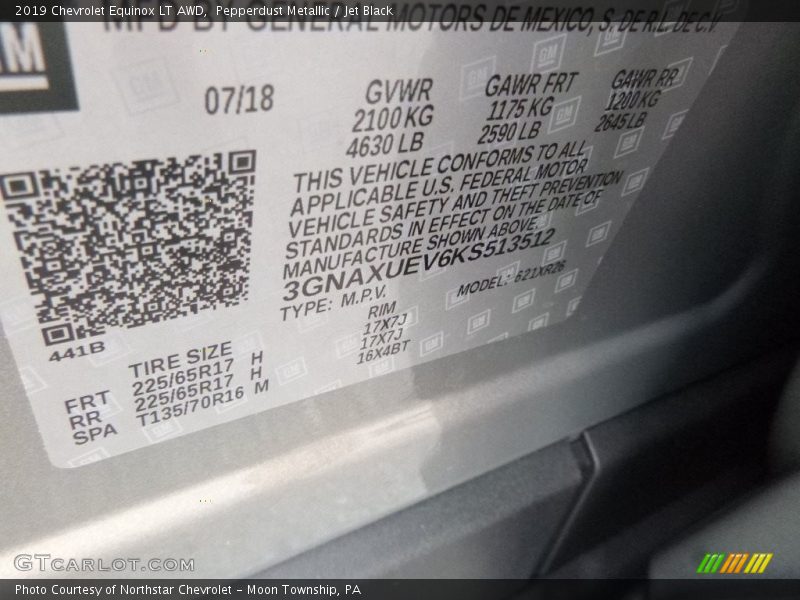 2019 Chevrolet Equinox LT AWD, Pepperdust Metallic / Jet Black
MFD BY GENERAL MOTORS DE MEXICO, S. DE R.L. DE C.V.
GM
07/18
GVWR
2100 KG
4630 LB
GAWR FRT
1175 KG
2590 LB
GAWR RR
1200 KG
2645 LB
THIS VEHICLE CONFORMS TO ALL
APPLICABLE U.S. FEDERAL MOTOR
VEHICLE SAFETY AND THEFT PREVENTION
STANDARDS IN EFFECT ON THE DATE OF
MANUFACTURE SHOWN ABOVE.
3GNAXUEV6KS513512
TYPE: M.P.V. MODEL: 621XR26
441B
TIRE SIZE RIM
FRT 225/65R17 H 17X7J
RR 225/65R17 H 17X7J
SPA T135/70R16 M 16X4BT
GTCARLOT.COM
Photo Courtesy of Northstar Chevrolet - Moon Township, PA